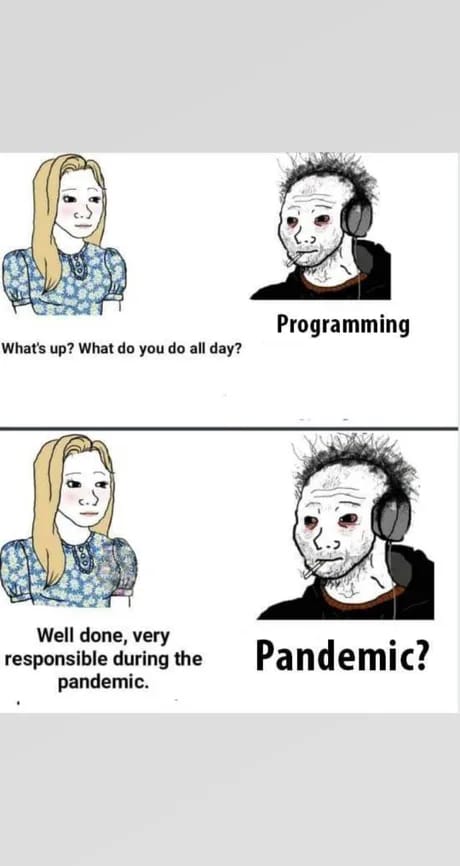 What's up? What do you do all day?
Programming
Well done, very
responsible during the
pandemic.
Pandemic?